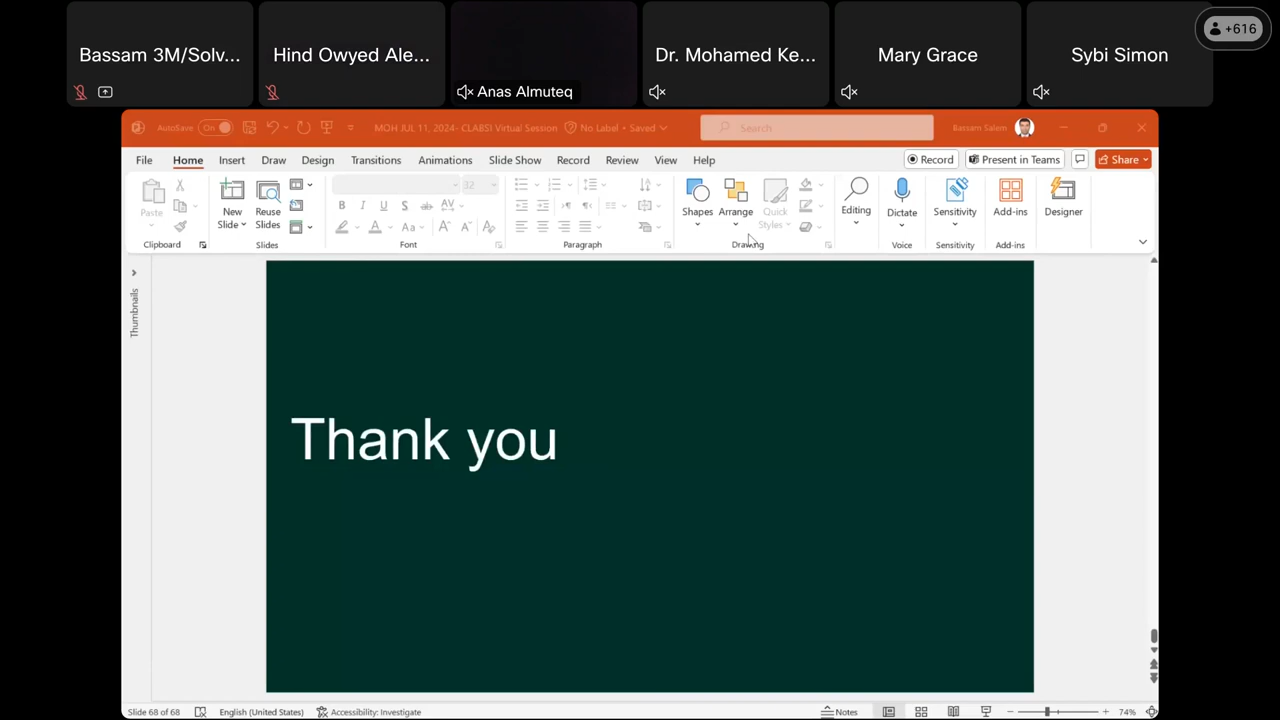 Bassam 3M/Solv...
Hind Owyed Ale...
Anas Almuteq
Dr. Mohamed Ke...
Mary Grace
Sybi Simon
+616
AutoSave On
MOH JUL 11, 2024- CLABSI Virtual Session
No Label • Saved
Search
Bassam Salem
File Home Insert Draw Design Transitions Animations Slide Show Record Review View Help
Record
Present in Teams
Share
Paste
New Slide
Reuse Slides
32
Shapes
Arrange
Quick Styles
Editing
Dictate
Sensitivity
Add-ins
Designer
Clipboard
Slides
Font
Paragraph
Drawing
Voice
Sensitivity
Add-ins
Thumbnails
Thank you
Slide 68 of 68
English (United States)
Accessibility: Investigate
Notes
74%